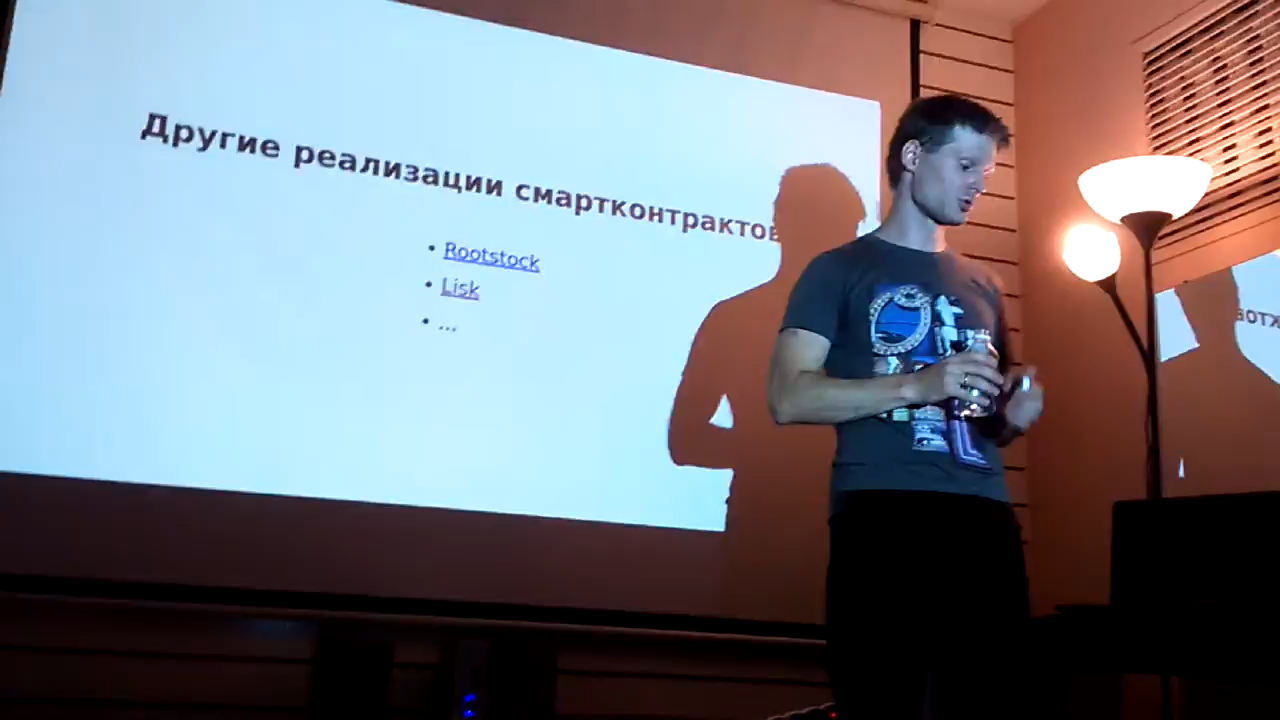 Другие реализации смартконтрактов
• Rootstock
• Lisk
• ...